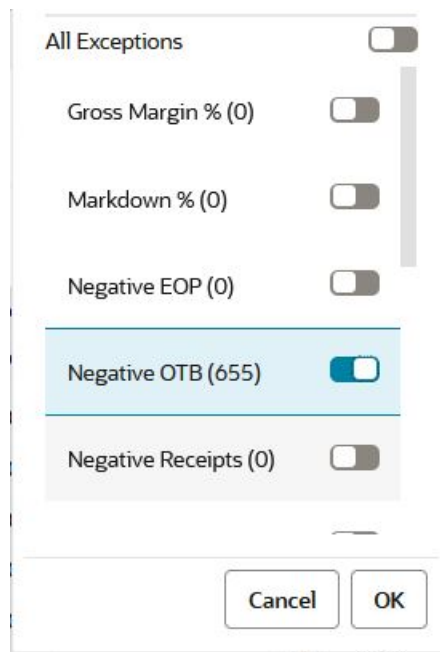 All Exceptions
Gross Margin % (0)
Markdown % (0)
Negative EOP (0)
Negative OTB (655)
Negative Receipts (0)
Cancel OK